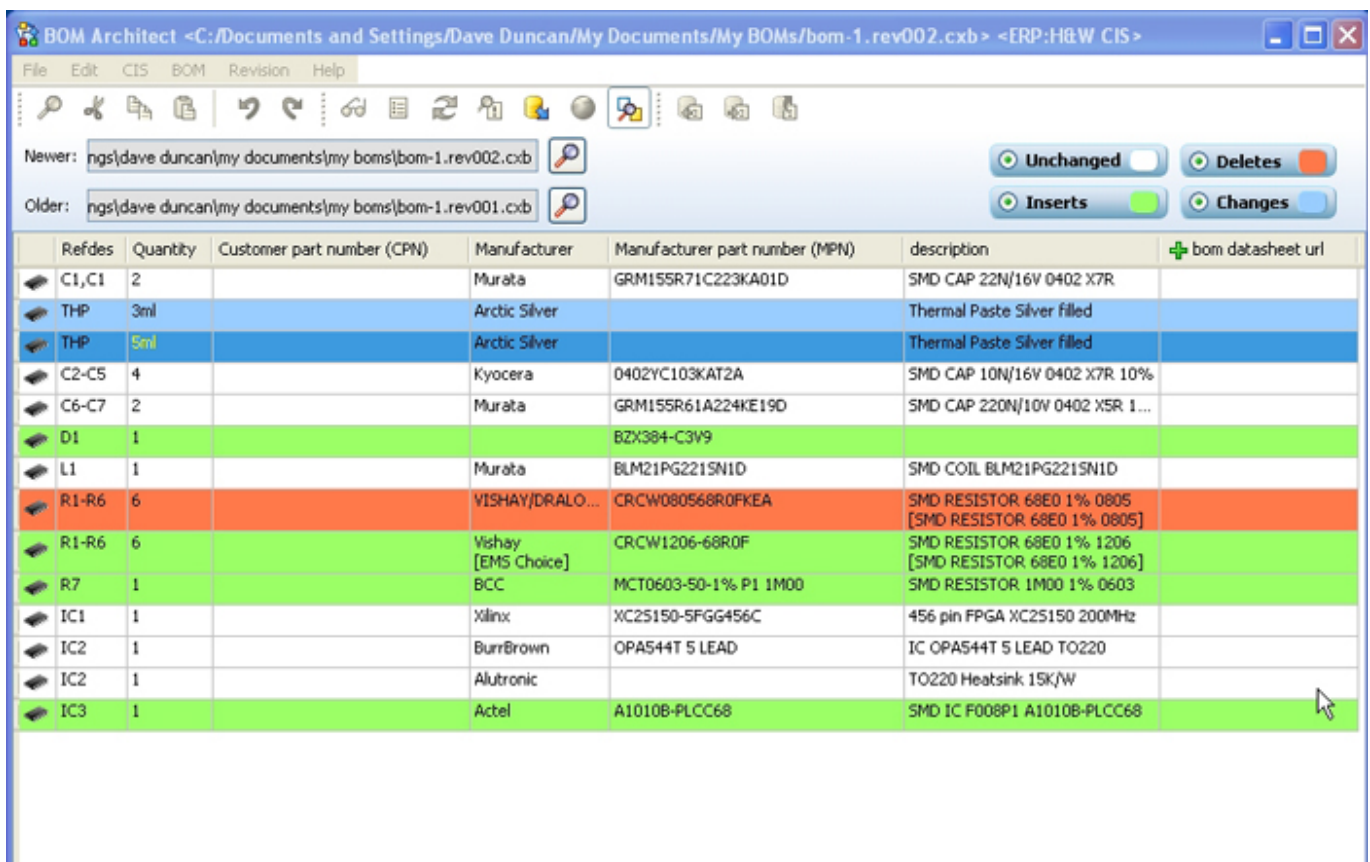 BOM Architect <C:/Documents and Settings/Dave Duncan/My Documents/My BOMs/bom-1.rev002.cxb> <ERP:H&W CIS>
File Edit CIS BOM Revision Help
Newer: ngs\dave duncan\my documents\my boms\bom-1.rev002.cxb
Unchanged Deletes
Older: ngs\dave duncan\my documents\my boms\bom-1.rev001.cxb
Inserts Changes
Refdes Quantity Customer part number (CPN) Manufacturer Manufacturer part number (MPN) description bom datasheet url
C1,C1 2 Murata GRM155R71C223KA01D SMD CAP 22N/16V 0402 X7R
THP 3ml Arctic Silver Thermal Paste Silver filled
THP 5ml Arctic Silver Thermal Paste Silver filled
C2-C5 4 Kyocera 0402YC103KAT2A SMD CAP 10N/16V 0402 X7R 10%
C6-C7 2 Murata GRM155R61A224KE19D SMD CAP 220N/10V 0402 X5R 1...
D1 1 BZX384-C3V9
L1 1 Murata BLM21PG221SN1D SMD COIL BLM21PG221SN1D
R1-R6 6 VISHAY/DRALO... CRCW080568R0FKEA SMD RESISTOR 68E0 1% 0805
[SMD RESISTOR 68E0 1% 0805]
R1-R6 6 Vishay CRCW1206-68R0F SMD RESISTOR 68E0 1% 1206
[EMS Choice] [SMD RESISTOR 68E0 1% 1206]
R7 1 BCC MCT0603-50-1% P1 1M00 SMD RESISTOR 1M00 1% 0603
IC1 1 Xilinx XC2S150-5FGG456C 456 pin FPGA XC2S150 200MHz
IC2 1 BurrBrown OPA544T 5 LEAD IC OPA544T 5 LEAD TO220
IC2 1 Alutronic TO220 Heatsink 15K/W
IC3 1 Actel A1010B-PLCC68 SMD IC F008P1 A1010B-PLCC68